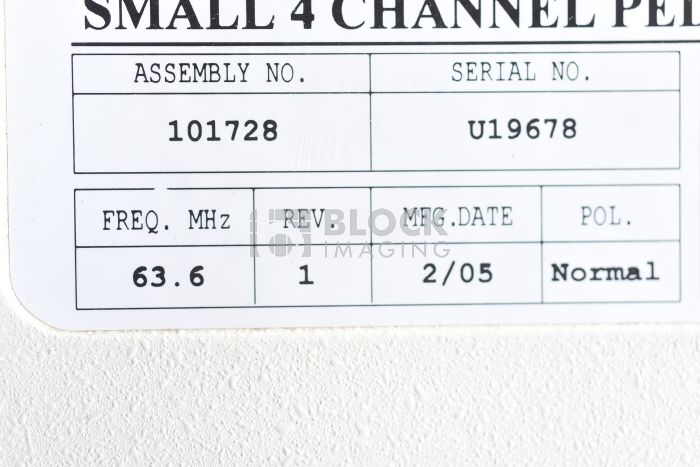 SMALL 4 CHANNEL
ASSEMBLY NO. SERIAL NO.
101728 U19678
FREQ. MHz REV. MFG.DATE POL.
BLOCK
IMAGING
63.6 1 2/05 Normal